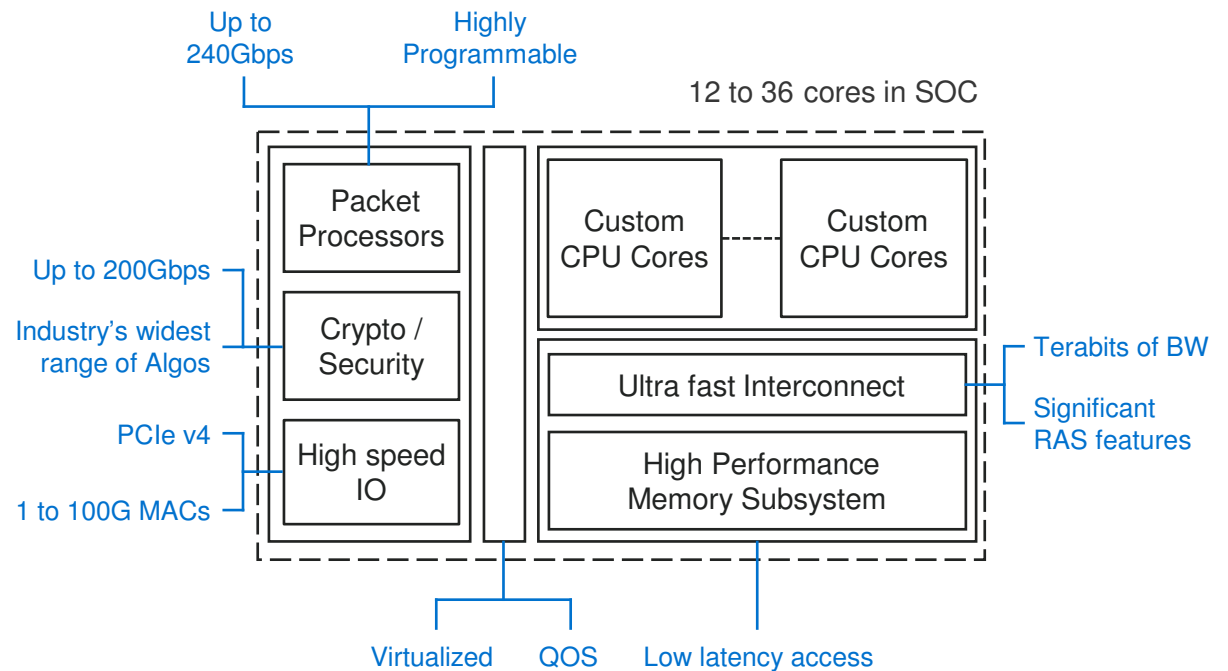 Up to
240Gbps
Highly
Programmable
12 to 36 cores in SOC
Packet
Processors
Custom
CPU Cores
Custom
CPU Cores
Up to 200Gbps
Industry’s widest
range of Algos
Crypto /
Security
Ultra fast Interconnect
Terabits of BW
Significant
RAS features
PCIe v4
1 to 100G MACs
High speed
IO
High Performance
Memory Subsystem
Virtualized
QOS
Low latency access